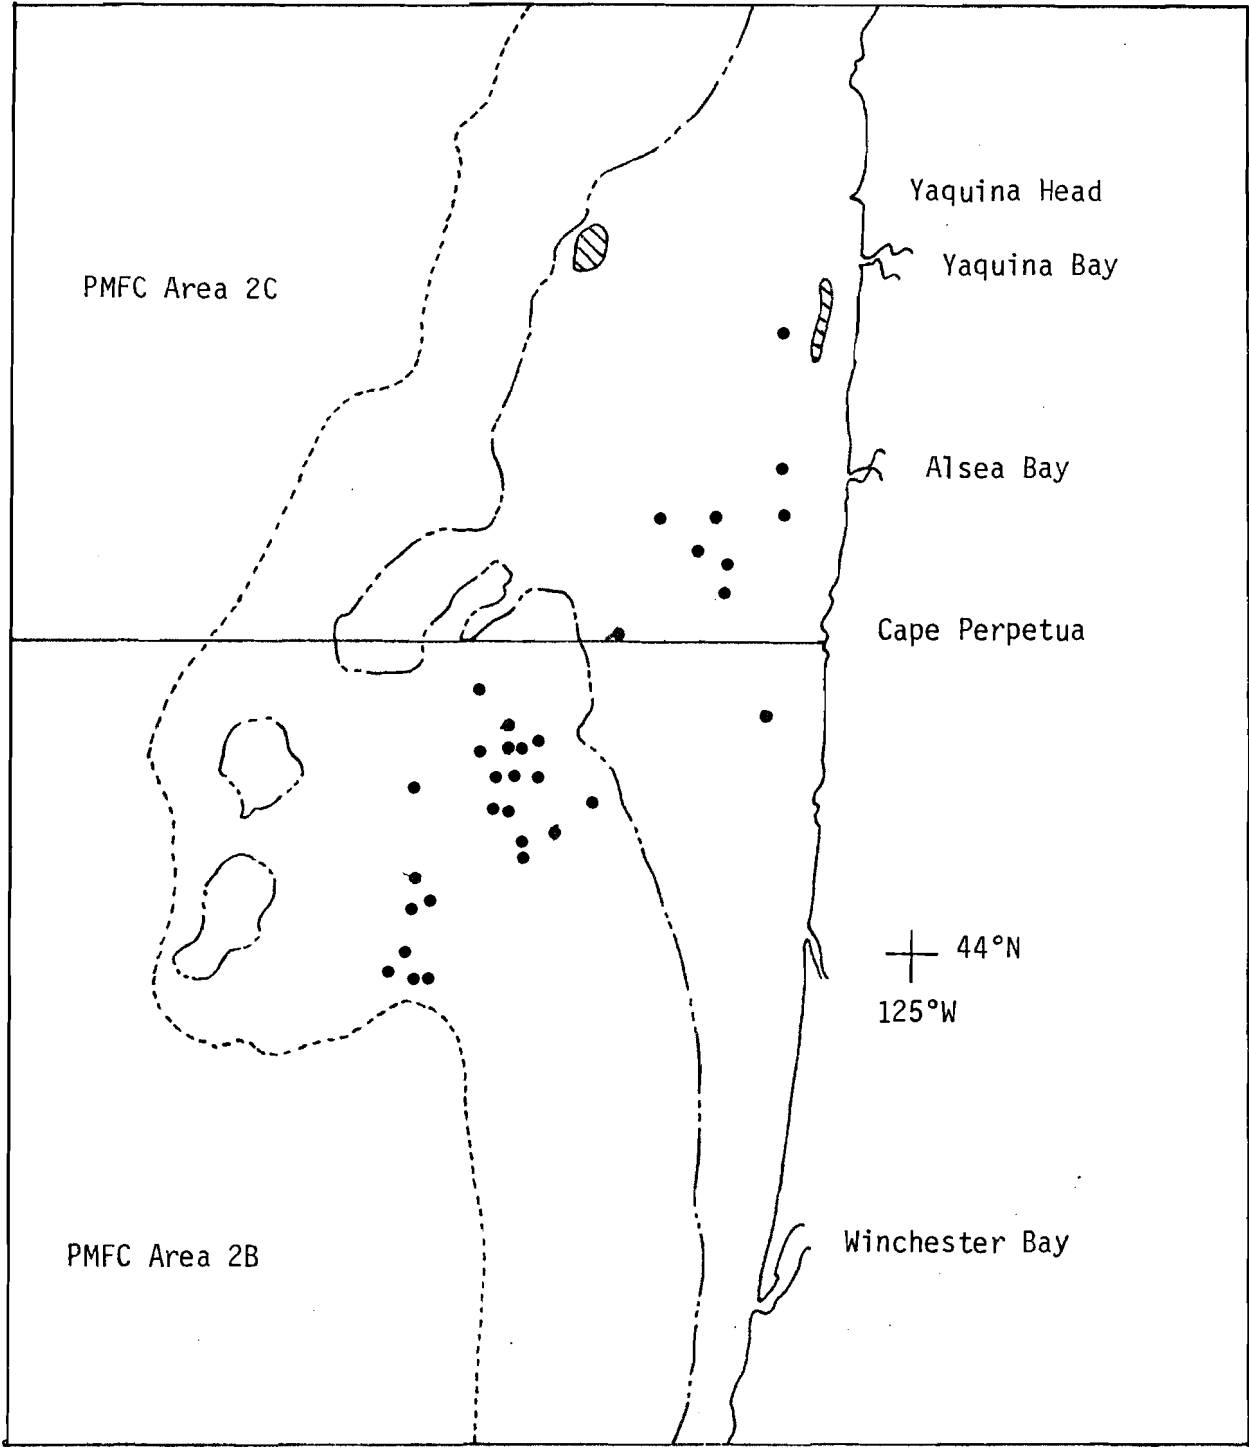 Yaquina Head
Yaquina Bay
PMFC Area 2C
Alsea Bay
Cape Perpetua
44°N
125°W
Winchester Bay
PMFC Area 2B